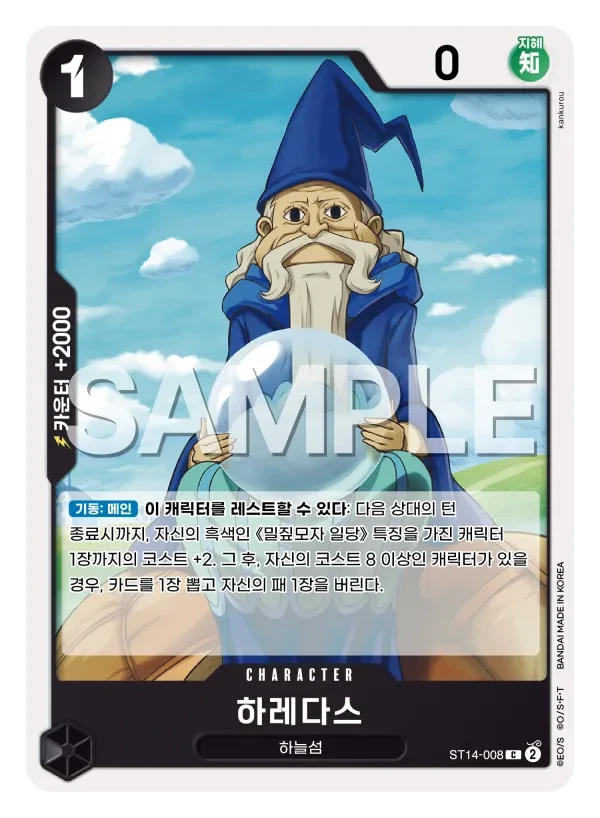 1
0
지혜
知
kankurou
카운터 +2000
SAMPLE
기동: 메인 이 캐릭터를 레스트할 수 있다: 다음 상대의 턴
종료시까지, 자신의 흑색인 《밀짚모자 일당》 특징을 가진 캐릭터
1장까지의 코스트 +2. 그 후, 자신의 코스트 8 이상인 캐릭터가 있을
경우, 카드를 1장 뽑고 자신의 패 1장을 버린다.
CHARACTER
하레다스
하늘섬
ST14-008 C 2
©EO/S ©O/S·F·T BANDAI MADE IN KOREA